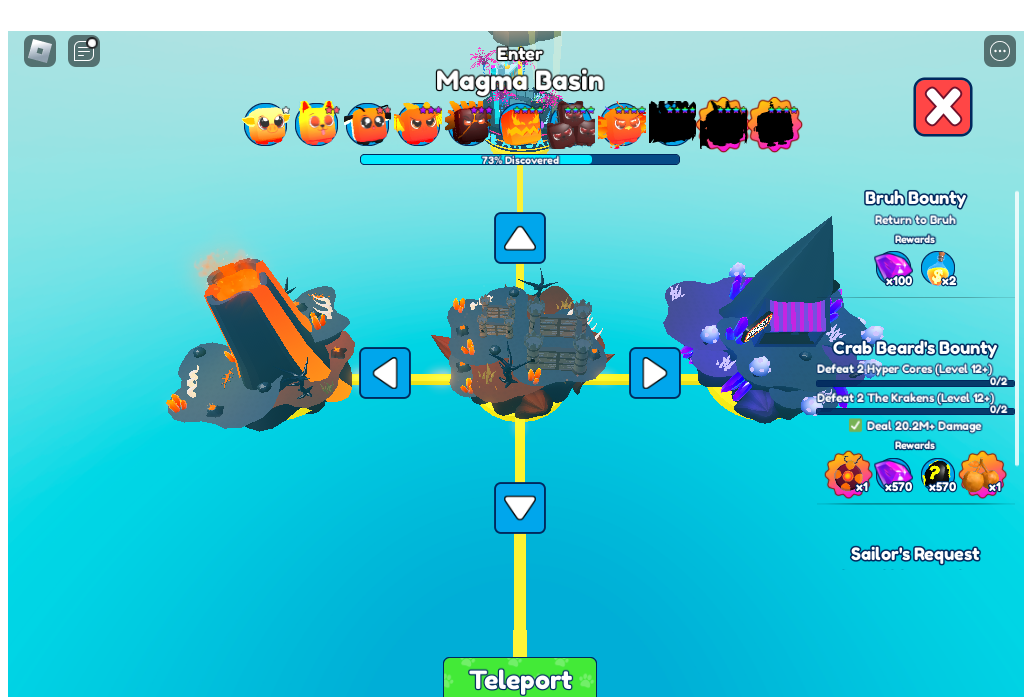 Enter
Magma Basin
73% Discovered
Bruh Bounty
Return to Bruh
Rewards
x100
x2
Crab Beard's Bounty
Defeat 2 Hyper Cores (Level 12+)
0/2
Defeat 2 The Krakens (Level 12+)
0/2
✅ Deal 20.2M+ Damage
Rewards
x1
x570
?
x570
x1
Sailor's Request
Teleport